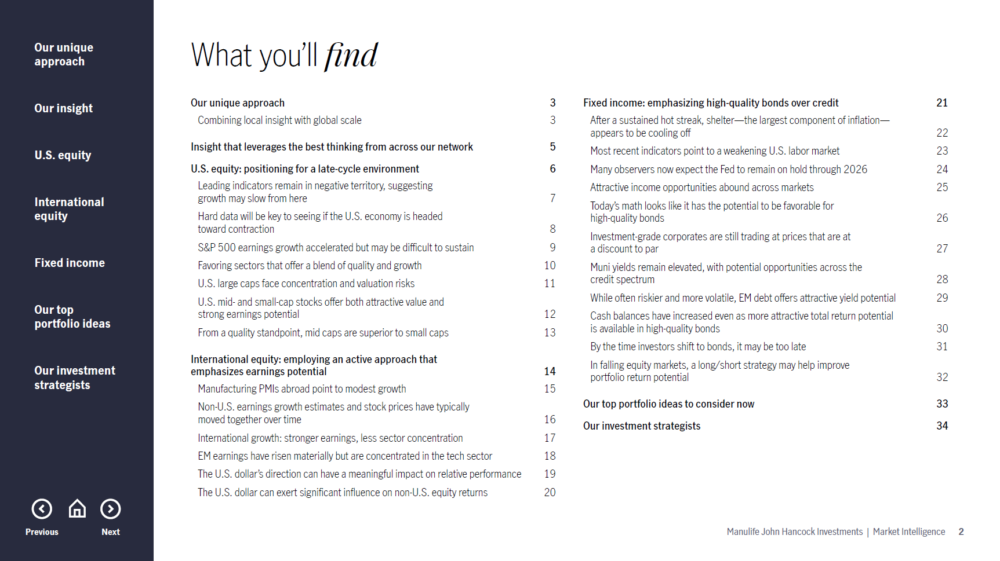 Our unique
approach
Our insight
U.S. equity
International
equity
Fixed income
Our top
portfolio ideas
Our investment
strategists
Previous
Next
What you’ll find
Our unique approach 3
Combining local insight with global scale 3
Insight that leverages the best thinking from across our network 5
U.S. equity: positioning for a late-cycle environment 6
Leading indicators remain in negative territory, suggesting
growth may slow from here 7
Hard data will be key to seeing if the U.S. economy is headed
toward contraction 8
S&P 500 earnings growth accelerated but may be difficult to sustain 9
Favoring sectors that offer a blend of quality and growth 10
U.S. large caps face concentration and valuation risks 11
U.S. mid- and small-cap stocks offer both attractive value and
strong earnings potential 12
From a quality standpoint, mid caps are superior to small caps 13
International equity: employing an active approach that
emphasizes earnings potential 14
Manufacturing PMIs abroad point to modest growth 15
Non-U.S. earnings growth estimates and stock prices have typically
moved together over time 16
International growth: stronger earnings, less sector concentration 17
EM earnings have risen materially but are concentrated in the tech sector 18
The U.S. dollar’s direction can have a meaningful impact on relative performance 19
The U.S. dollar can exert significant influence on non-U.S. equity returns 20
Fixed income: emphasizing high-quality bonds over credit 21
After a sustained hot streak, shelter—the largest component of inflation—
appears to be cooling off 22
Most recent indicators point to a weakening U.S. labor market 23
Many observers now expect the Fed to remain on hold through 2026 24
Attractive income opportunities abound across markets 25
Today’s math looks like it has the potential to be favorable for
high-quality bonds 26
Investment-grade corporates are still trading at prices that are at
a discount to par 27
Muni yields remain elevated, with potential opportunities across the
credit spectrum 28
While often riskier and more volatile, EM debt offers attractive yield potential 29
Cash balances have increased even as more attractive total return potential
is available in high-quality bonds 30
By the time investors shift to bonds, it may be too late 31
In falling equity markets, a long/short strategy may help improve
portfolio return potential 32
Our top portfolio ideas to consider now 33
Our investment strategists 34
Manulife John Hancock Investments | Market Intelligence 2